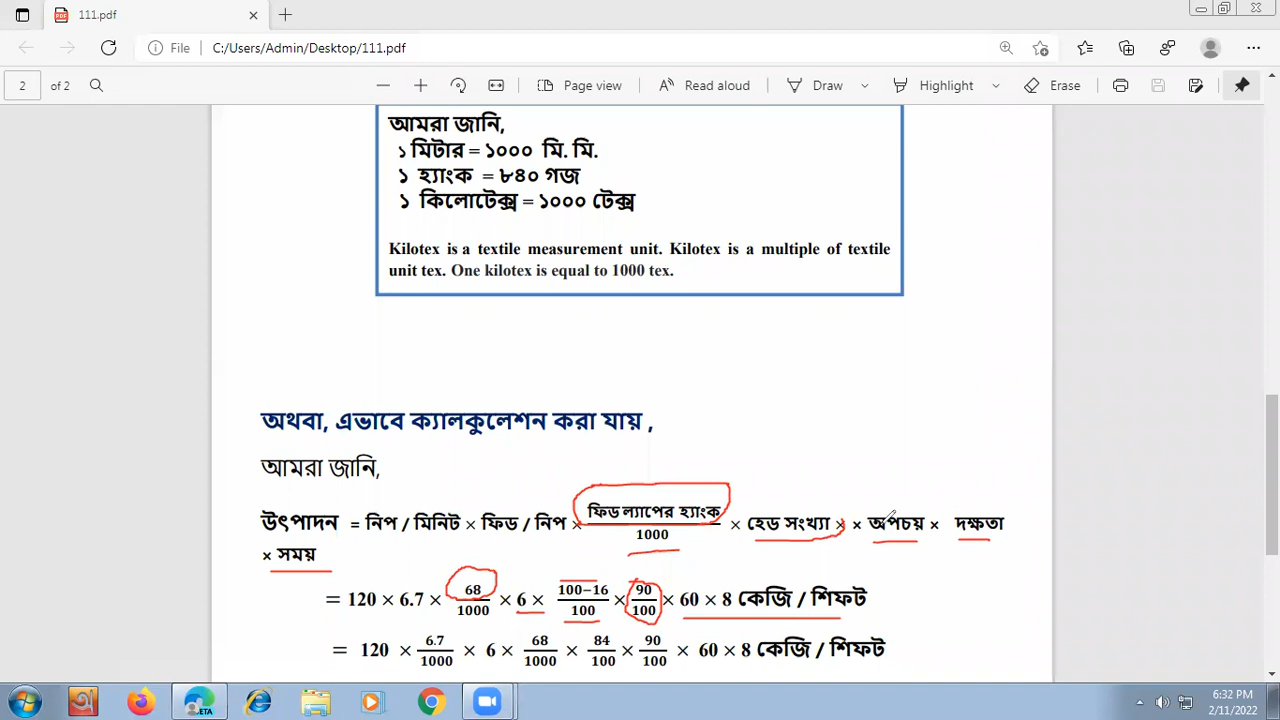 111.pdf
File C:/Users/Admin/Desktop/111.pdf
2 of 2 Page view Read aloud Draw Highlight Erase
আমরা জানি,
১ মিটার = ১০০০ মি. মি.
১ হ্যাংক = ৮৪০ গজ
১ কিলোটেক্স = ১০০০ টেক্স
Kilotex is a textile measurement unit. Kilotex is a multiple of textile
unit tex. One kilotex is equal to 1000 tex.
অথবা, এভাবে ক্যালকুলেশন করা যায় ,
আমরা জানি,
উৎপাদন = নিপ / মিনিট × ফিড / নিপ × ফিড ল্যাপের হ্যাংক/1000 × হেড সংখ্যা × × অপচয় × দক্ষতা
× সময়
= 120 × 6.7 × 68/1000 × 6 × 100−16/100 × 90/100 × 60 × 8 কেজি / শিফট
= 120 × 6.7/1000 × 6 × 68/1000 × 84/100 × 90/100 × 60 × 8 কেজি / শিফট
6:32 PM
2/11/2022